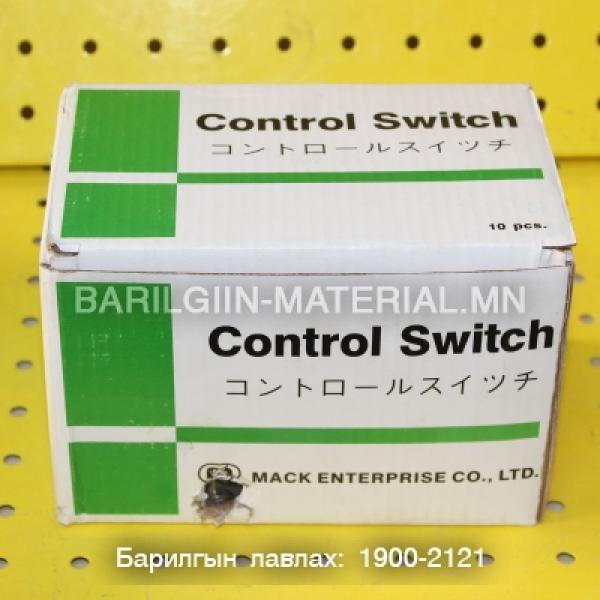 Control Switch
コントロールスイッチ
10 pcs.
BARILGIIN-MATERIAL.MN
Control Switch
コントロールスイッチ
MACK ENTERPRISE CO., LTD.
Барилгын лавлах: 1900-2121